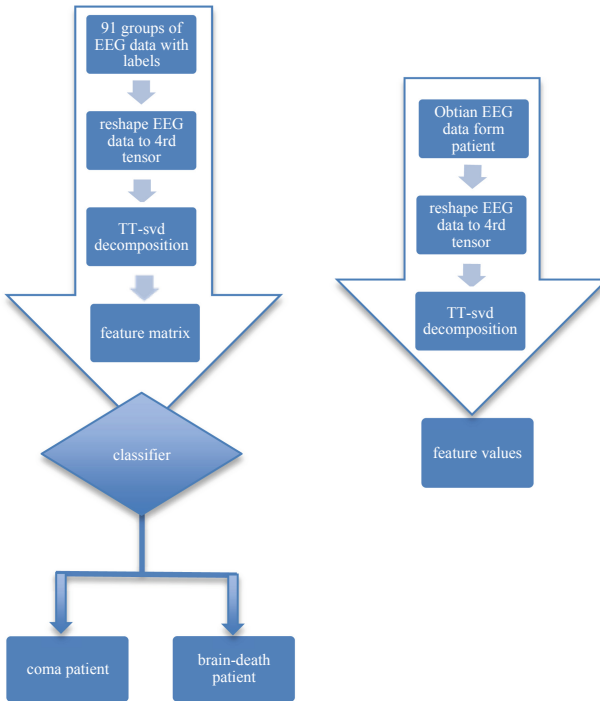 91 groups of
EEG data with
labels
reshape EEG
data to 4rd
tensor
TT-svd
decomposition
feature matrix
classifier
coma patient
brain-death
patient
Obtian EEG
data form
patient
reshape EEG
data to 4rd
tensor
TT-svd
decomposition
feature values